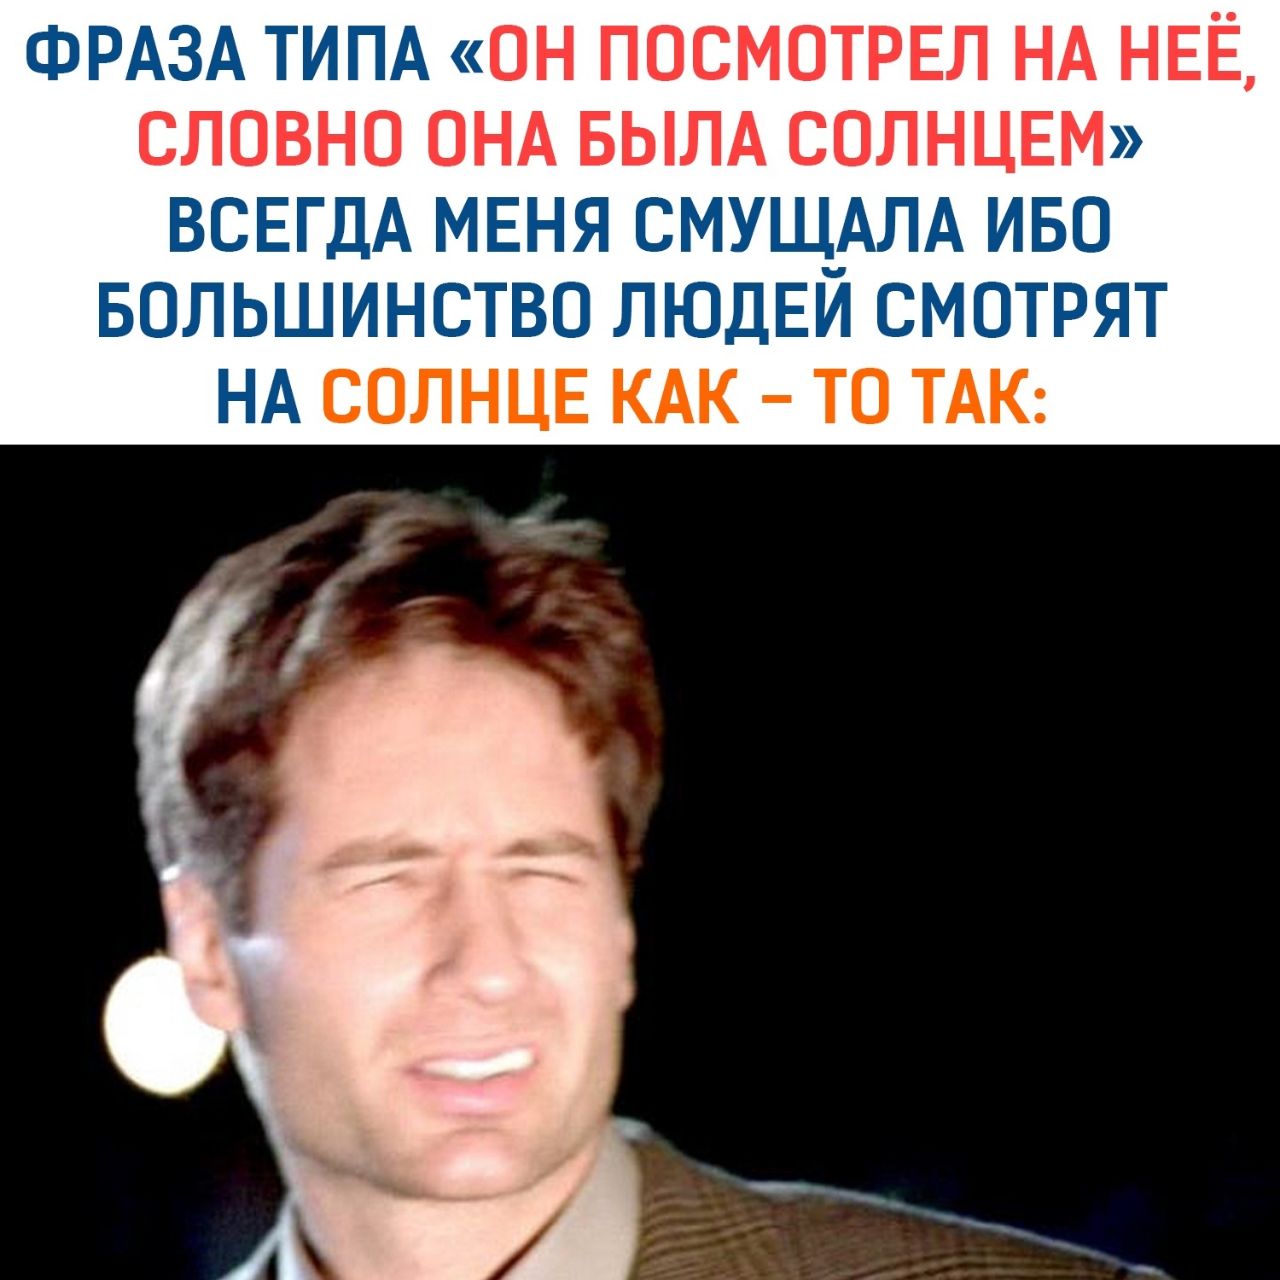 ФРАЗА ТИПА «ОН ПОСМОТРЕЛ НА НЕЁ,
СЛОВНО ОНА БЫЛА СОЛНЦЕМ»
ВСЕГДА МЕНЯ СМУЩАЛА ИБО
БОЛЬШИНСТВО ЛЮДЕЙ СМОТРЯТ
НА СОЛНЦЕ КАК – ТО ТАК: